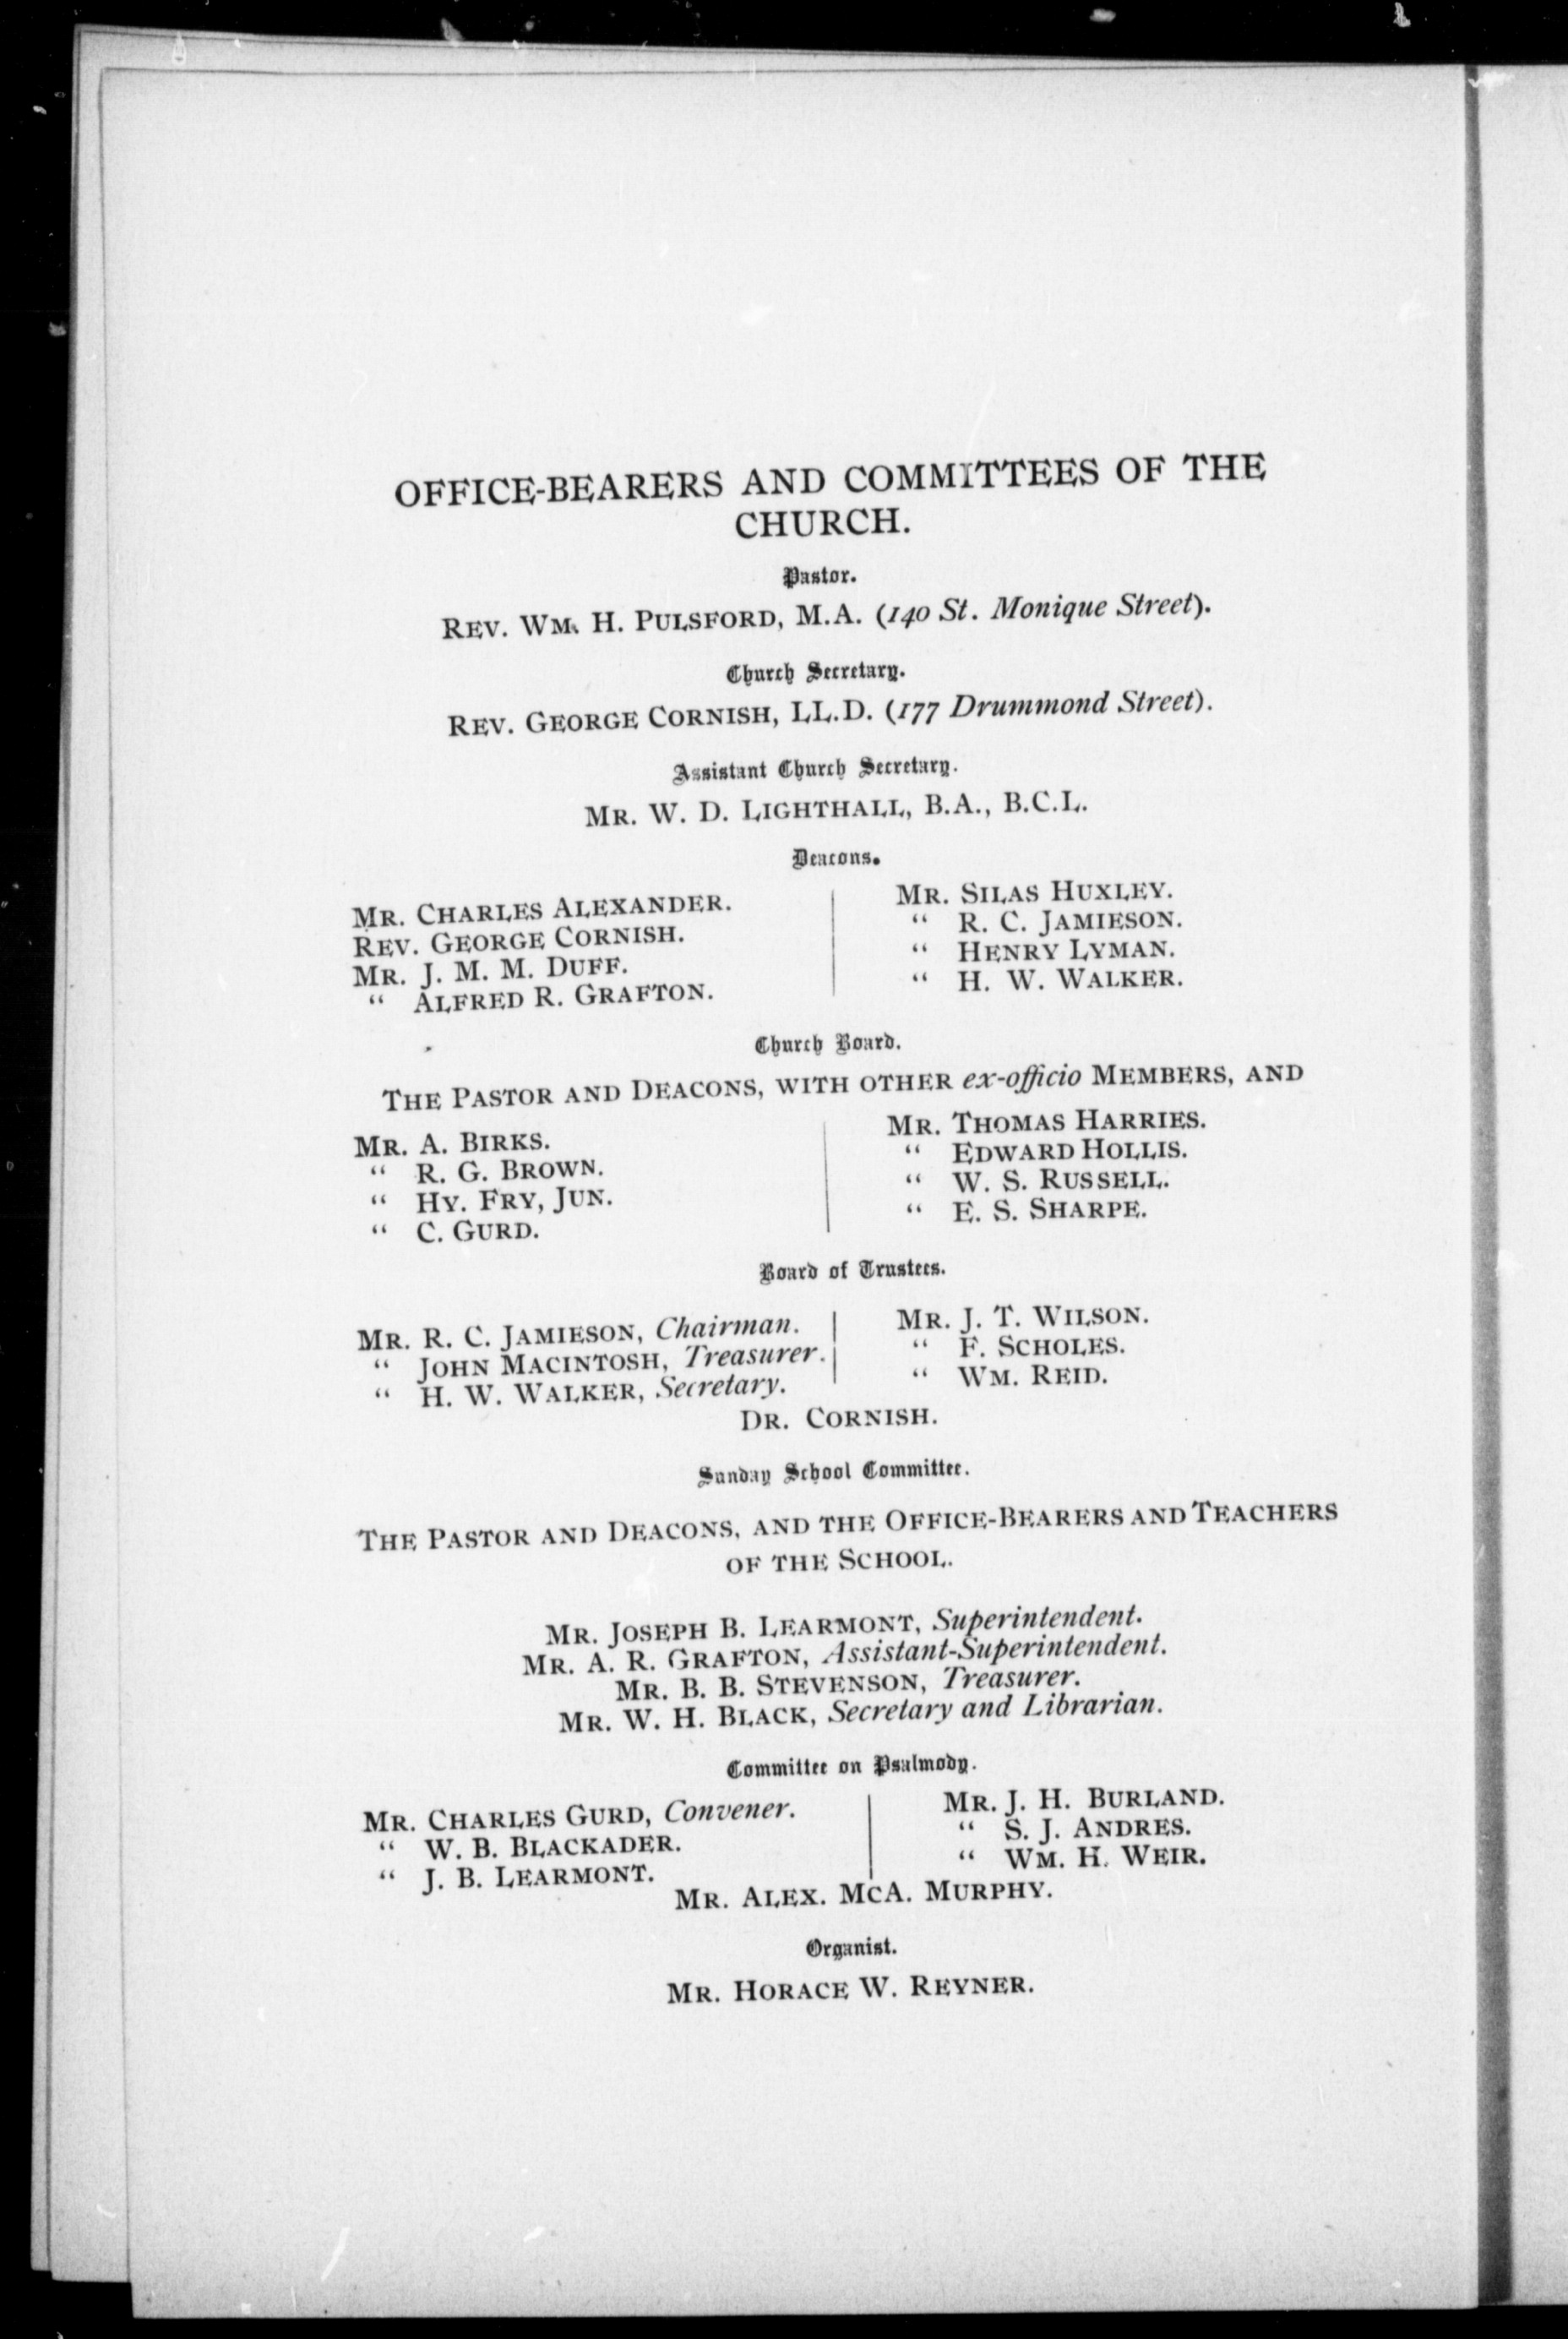 OFFICE-BEARERS AND COMMITTEES OF THE
CHURCH.
Pastor.
REV. WM. H. PULSFORD, M.A. (140 St. Monique Street).
Church Secretary.
REV. GEORGE CORNISH, LL.D. (177 Drummond Street).
Assistant Church Secretary.
MR. W. D. LIGHTHALL, B.A., B.C.L.
Deacons.
MR. CHARLES ALEXANDER.
REV. GEORGE CORNISH.
MR. J. M. M. DUFF.
“ ALFRED R. GRAFTON.
MR. SILAS HUXLEY.
“ R. C. JAMIESON.
“ HENRY LYMAN.
“ H. W. WALKER.
Church Board.
THE PASTOR AND DEACONS, WITH OTHER ex-officio MEMBERS, AND
MR. A. BIRKS.
“ R. G. BROWN.
“ HY. FRY, JUN.
“ C. GURD.
MR. THOMAS HARRIES.
“ EDWARD HOLLIS.
“ W. S. RUSSELL.
“ E. S. SHARPE.
Board of Trustees.
MR. R. C. JAMIESON, Chairman.
“ JOHN MACINTOSH, Treasurer.
“ H. W. WALKER, Secretary.
MR. J. T. WILSON.
“ F. SCHOLES.
“ WM. REID.
DR. CORNISH.
Sunday School Committee.
THE PASTOR AND DEACONS, AND THE OFFICE-BEARERS AND TEACHERS
OF THE SCHOOL.
MR. JOSEPH B. LEARMONT, Superintendent.
MR. A. R. GRAFTON, Assistant-Superintendent.
MR. B. B. STEVENSON, Treasurer.
MR. W. H. BLACK, Secretary and Librarian.
Committee on Psalmody.
MR. CHARLES GURD, Convener.
“ W. B. BLACKADER.
“ J. B. LEARMONT.
MR. J. H. BURLAND.
“ S. J. ANDRES.
“ WM. H. WEIR.
MR. ALEX. MCA. MURPHY.
Organist.
MR. HORACE W. REYNER.